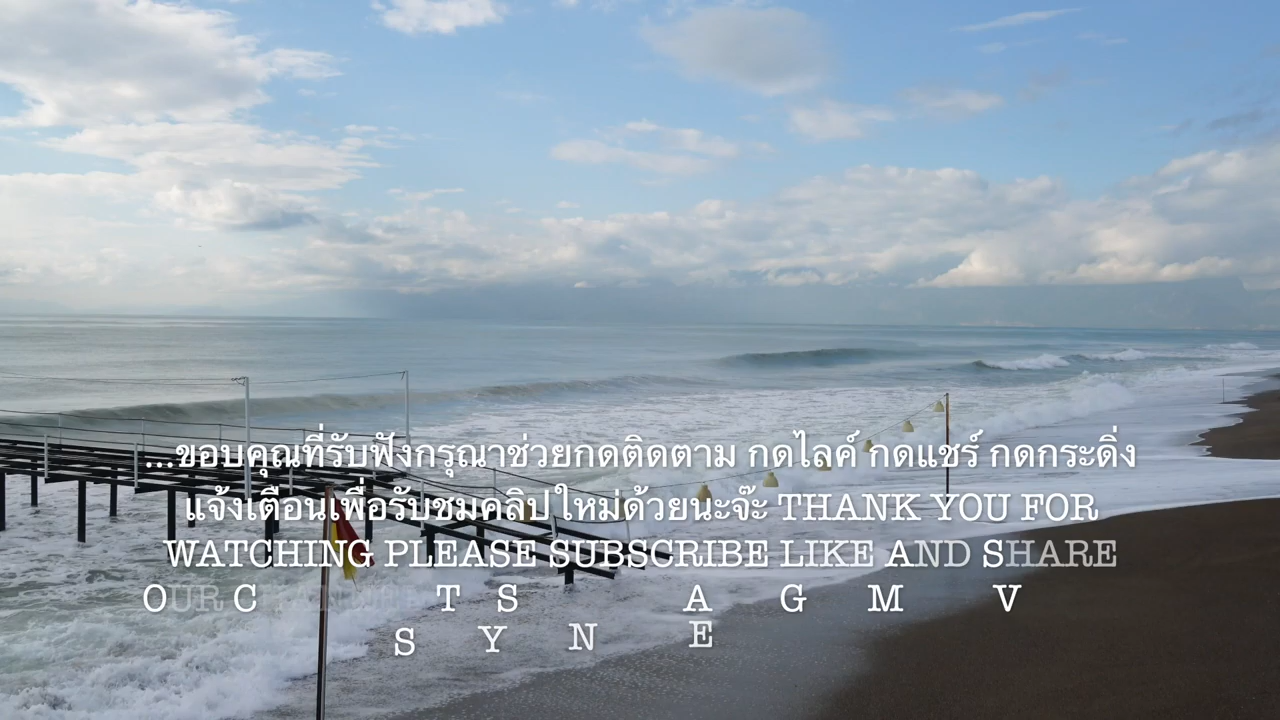 ...ขอบคุณที่รับฟังกรุณาช่วยกดติดตาม กดไลค์ กดแชร์ กดกระดิ่ง
แจ้งเตือนเพื่อรับชมคลิปใหม่ด้วยนะจ๊ะ THANK YOU FOR
WATCHING PLEASE SUBSCRIBE LIKE AND SHARE
OUR C T S A G M V
S Y N E